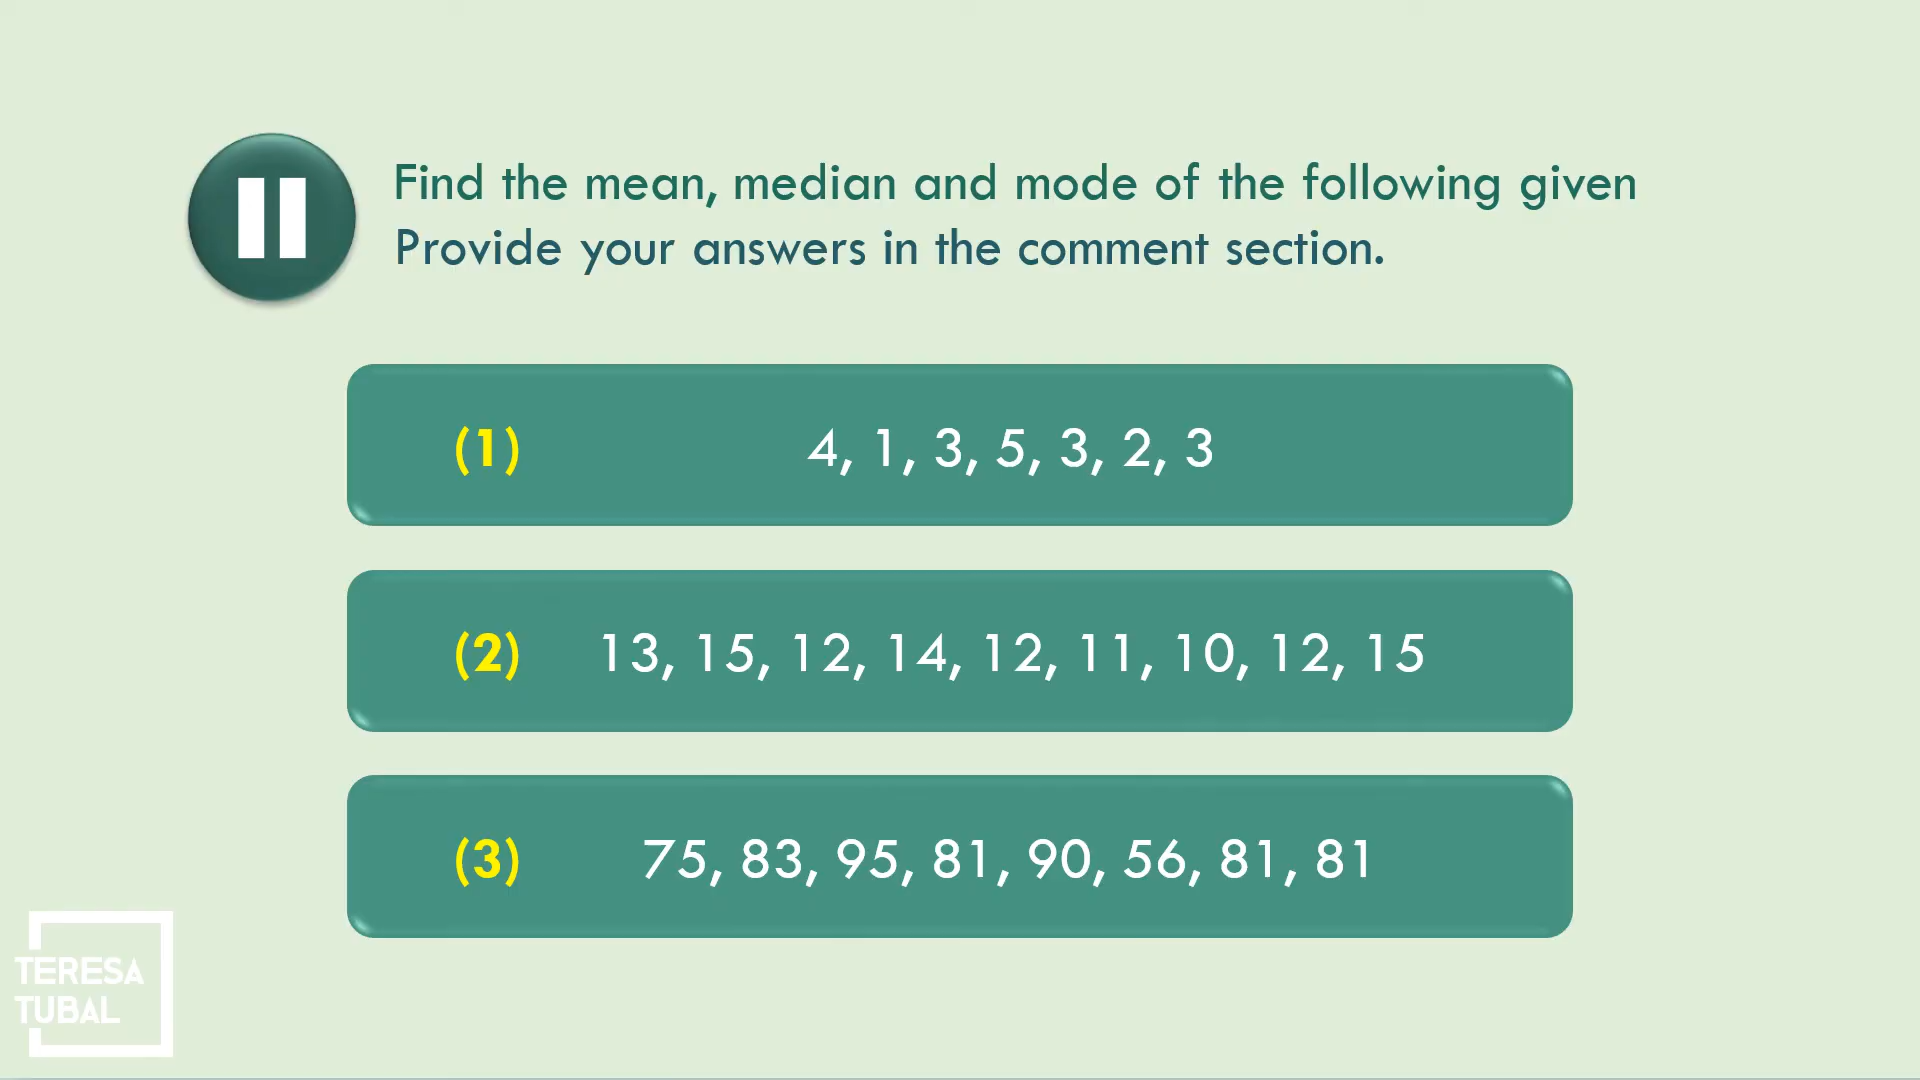 Find the mean, median and mode of the following given
Provide your answers in the comment section.
(1) 4, 1, 3, 5, 3, 2, 3
(2) 13, 15, 12, 14, 12, 11, 10, 12, 15
(3) 75, 83, 95, 81, 90, 56, 81, 81
TERESA
TUBAL